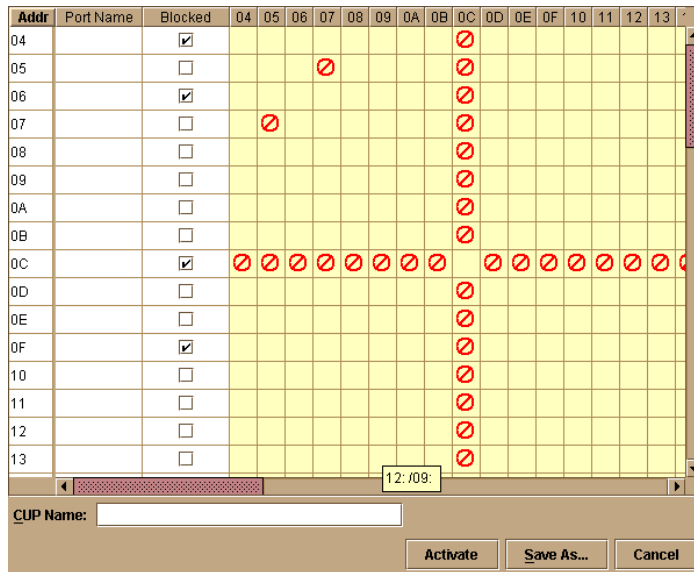 Addr Port Name Blocked 04 05 06 07 08 09 0A 0B 0C 0D 0E 0F 10 11 12 13
04
05
06
07
08
09
0A
0B
0C
0D
0E
0F
10
11
12
13
12: /09:
CUP Name:
Activate Save As... Cancel